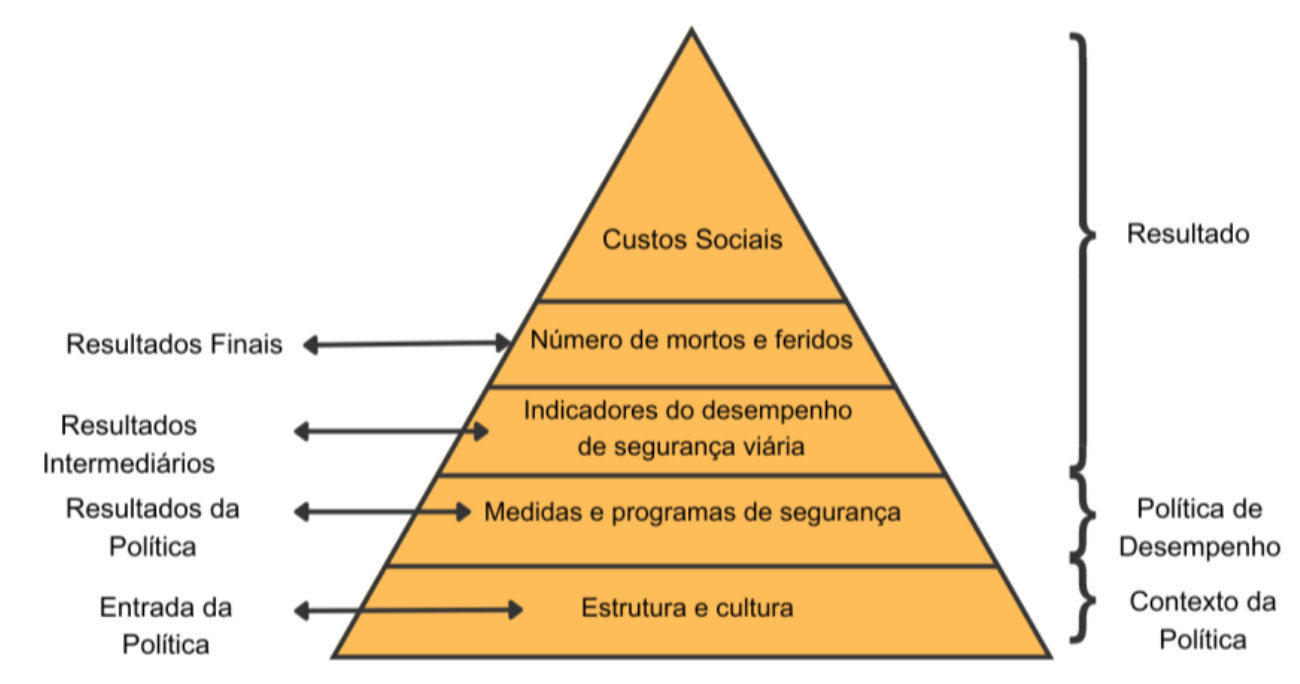 Custos Sociais
Resultado
Resultados Finais
Número de mortos e feridos
Resultados
Intermediários
Indicadores do desempenho
de segurança viária
Resultados da
Política
Medidas e programas de segurança
Política de
Desempenho
Entrada da
Política
Estrutura e cultura
Contexto da
Política